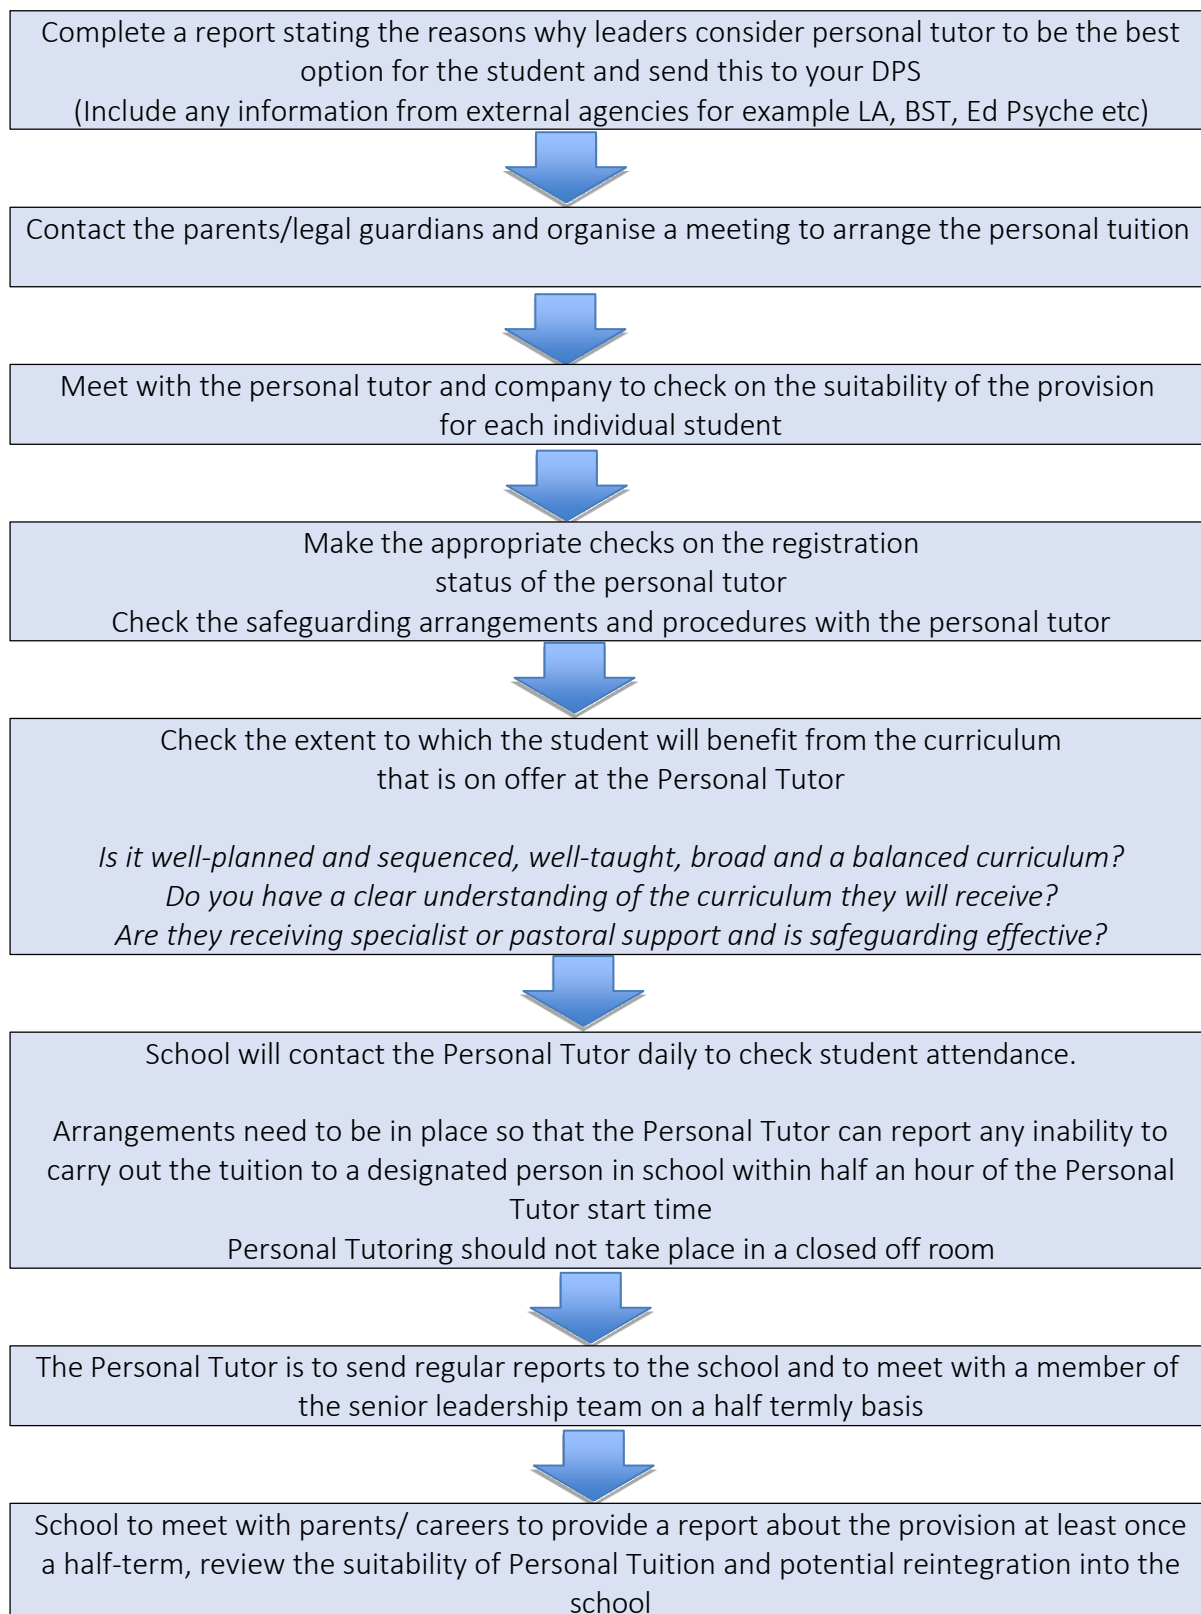 Complete a report stating the reasons why leaders consider personal tutor to be the best
option for the student and send this to your DPS
(Include any information from external agencies for example LA, BST, Ed Psyche etc)
Contact the parents/legal guardians and organise a meeting to arrange the personal tuition
Meet with the personal tutor and company to check on the suitability of the provision
for each individual student
Make the appropriate checks on the registration
status of the personal tutor
Check the safeguarding arrangements and procedures with the personal tutor
Check the extent to which the student will benefit from the curriculum
that is on offer at the Personal Tutor
Is it well-planned and sequenced, well-taught, broad and a balanced curriculum?
Do you have a clear understanding of the curriculum they will receive?
Are they receiving specialist or pastoral support and is safeguarding effective?
School will contact the Personal Tutor daily to check student attendance.
Arrangements need to be in place so that the Personal Tutor can report any inability to
carry out the tuition to a designated person in school within half an hour of the Personal
Tutor start time
Personal Tutoring should not take place in a closed off room
The Personal Tutor is to send regular reports to the school and to meet with a member of
the senior leadership team on a half termly basis
School to meet with parents/ careers to provide a report about the provision at least once
a half-term, review the suitability of Personal Tuition and potential reintegration into the
school